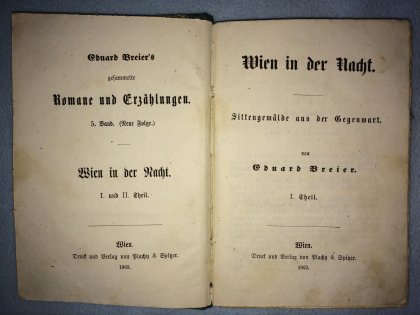 Eduard Breier's
gesammelte
Romane und Erzählungen.
5. Band. (Neue Folge.)
Wien in der Nacht.
I. und II. Theil.
Wien.
Druck und Verlag von Plachy & Spitzer.
1863.
Wien in der Nacht.
Sittengemälde aus der Gegenwart.
von
Eduard Breier.
I. Theil.
Wien.
Druck und Verlag von Plachy & Spitzer.
1863.